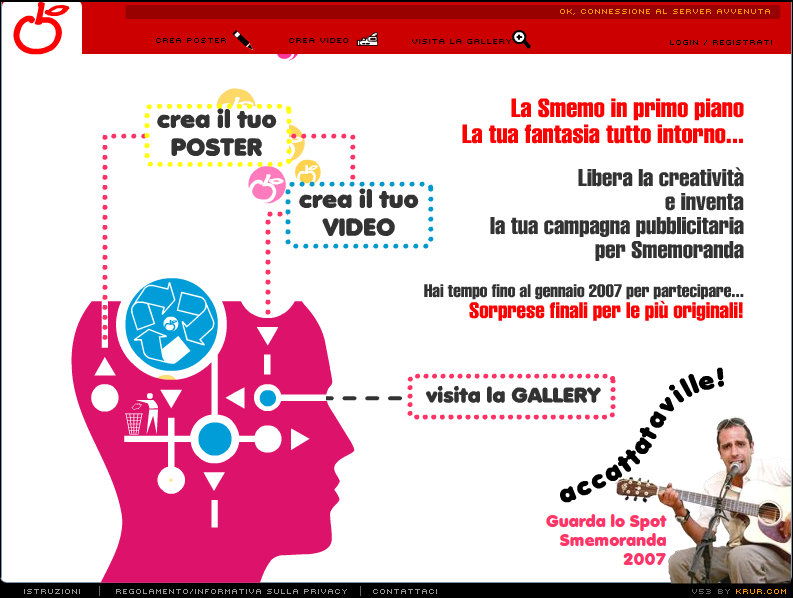 OK, CONNESSIONE AL SERVER AVVENUTA
CREA POSTER
CREA VIDEO
VISITA LA GALLERY
LOGIN / REGISTRATI
crea il tuo
POSTER
crea il tuo
VIDEO
La Smemo in primo piano
La tua fantasia tutto intorno...
Libera la creatività
e inventa
la tua campagna pubblicitaria
per Smemoranda
Hai tempo fino al gennaio 2007 per partecipare...
Sorprese finali per le più originali!
visita la GALLERY
accattataville!
Guarda lo Spot
Smemoranda
2007
ISTRUZIONI | REGOLAMENTO/INFORMATIVA SULLA PRIVACY | CONTATTACI
V53 BY KRUR.COM